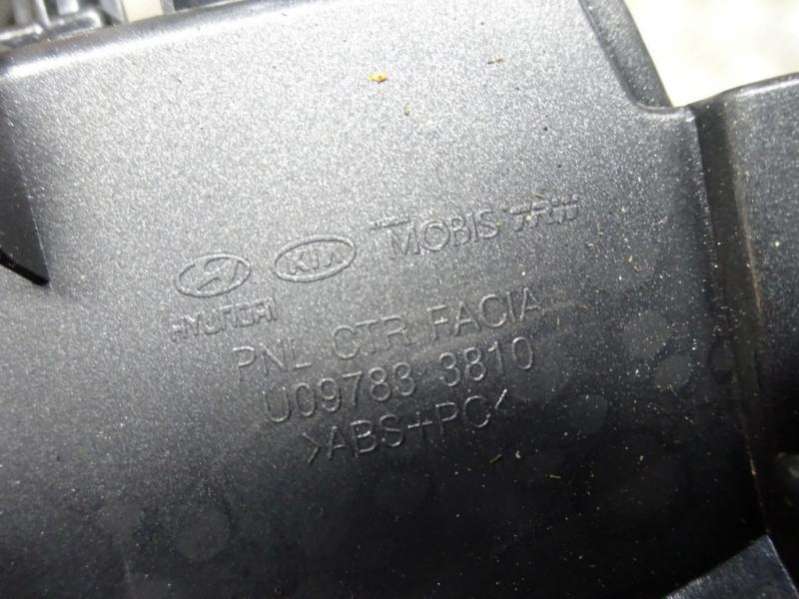 HYUNDAI KIA MOBIS
PNL CTR FACIA
U09783 3810
>ABS+PC<